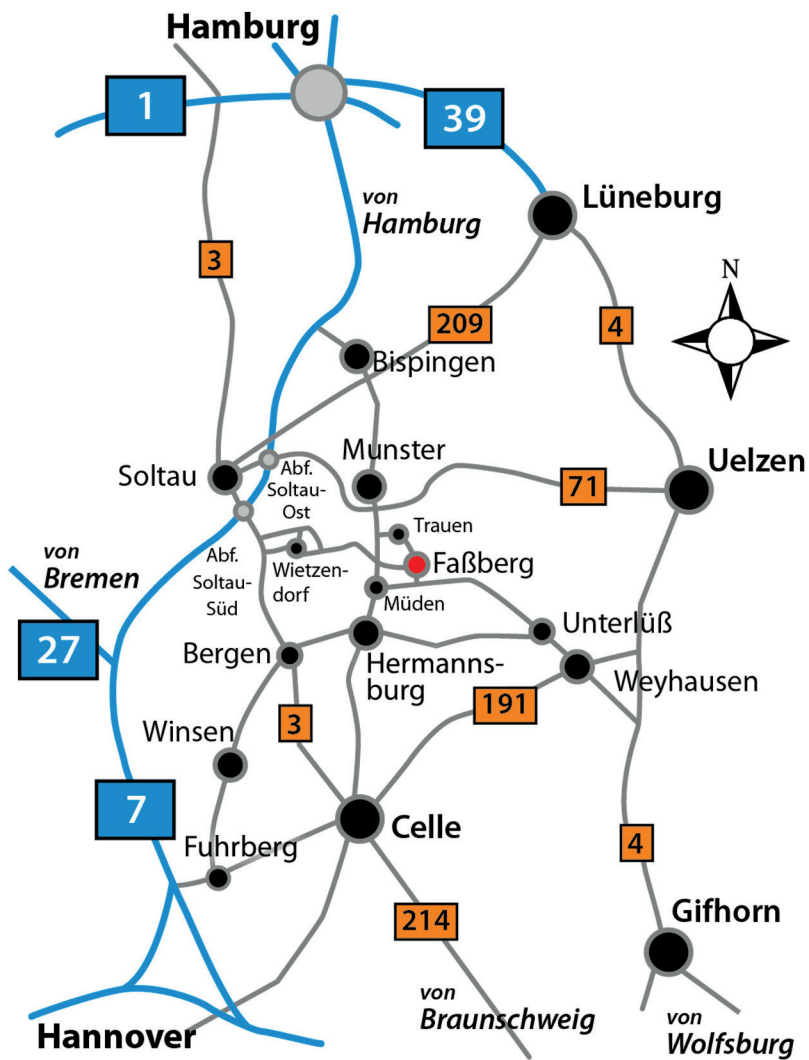 Hamburg
1
39
von
Hamburg
Lüneburg
3
209
4
N
Bispingen
Soltau
Munster
Uelzen
Abf.
Soltau-
Ost
71
Trauen
von
Bremen
Abf.
Soltau-
Süd
Wietzen-
dorf
Faßberg
Müden
27
Bergen
Hermanns-
burg
Unterlüß
Weyhausen
191
Winsen
3
7
Celle
Fuhrberg
4
214
Gifhorn
von
Braunschweig
Hannover
von
Wolfsburg